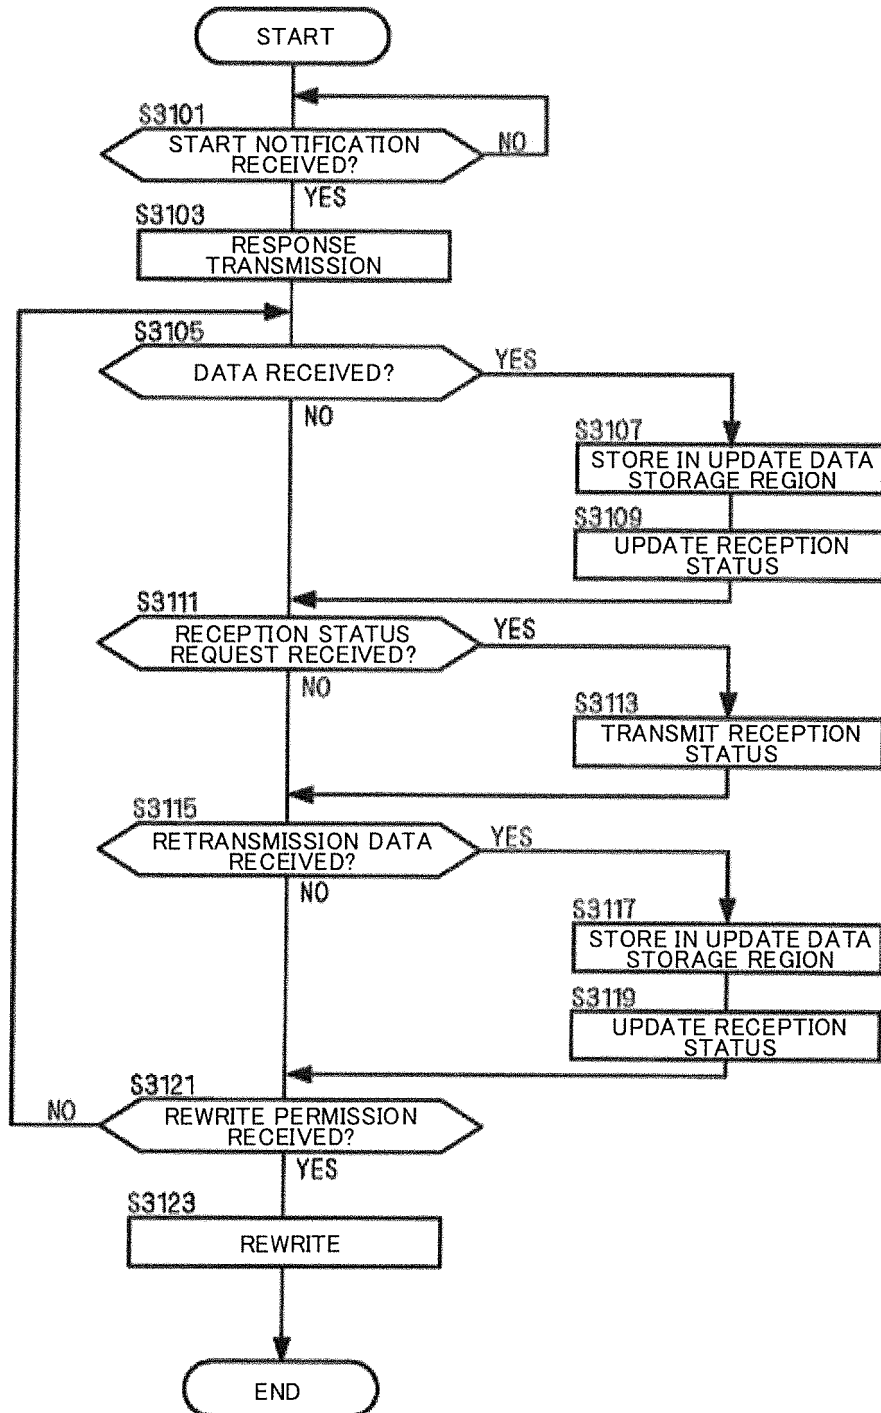 START
S3101
START NOTIFICATION
RECEIVED?
NO
YES
S3103
RESPONSE
TRANSMISSION
S3105
DATA RECEIVED?
YES
NO
S3107
STORE IN UPDATE DATA
STORAGE REGION
S3109
UPDATE RECEPTION
STATUS
S3111
RECEPTION STATUS
REQUEST RECEIVED?
YES
NO
S3113
TRANSMIT RECEPTION
STATUS
S3115
RETRANSMISSION DATA
RECEIVED?
YES
NO
S3117
STORE IN UPDATE DATA
STORAGE REGION
S3119
UPDATE RECEPTION
STATUS
S3121
NO
REWRITE PERMISSION
RECEIVED?
YES
S3123
REWRITE
END